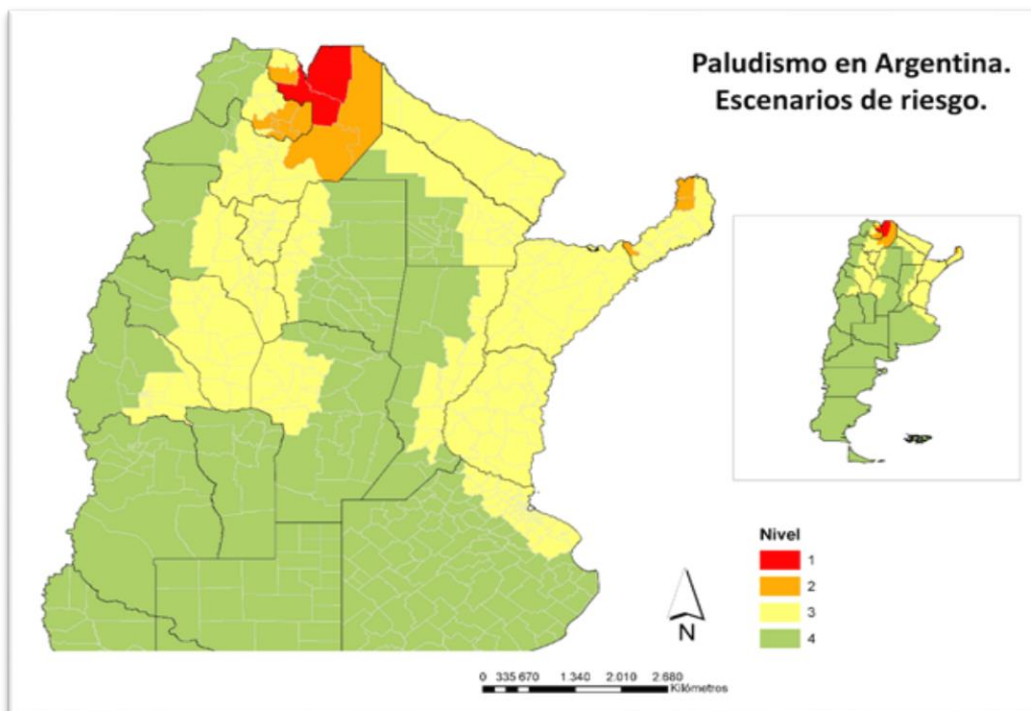 Paludismo en Argentina.
Escenarios de riesgo.
Nivel
1
2
3
4
N
0 335 670 1.340 2.010 2.680
Kilómetros